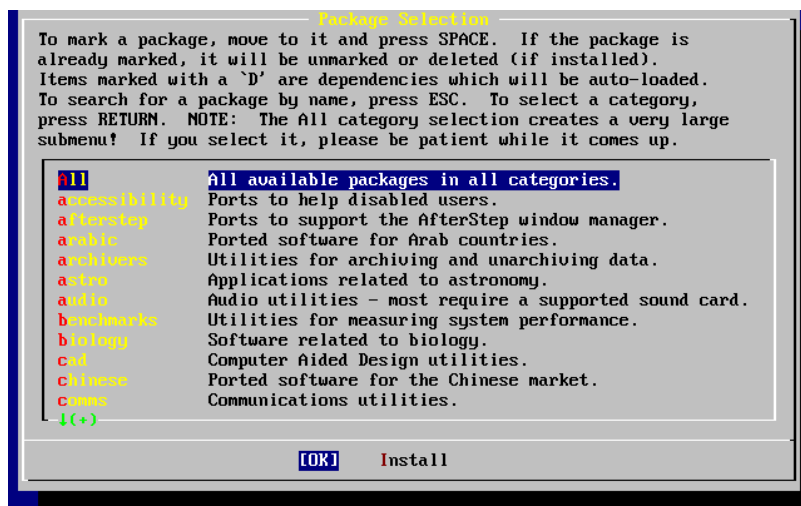 Package Selection
To mark a package, move to it and press SPACE.  If the package is
already marked, it will be unmarked or deleted (if installed).
Items marked with a `D' are dependencies which will be auto-loaded.
To search for a package by name, press ESC.  To select a category,
press RETURN.  NOTE:  The All category selection creates a very large
submenu!  If you select it, please be patient while it comes up.
All All available packages in all categories.
accessibility Ports to help disabled users.
afterstep Ports to support the AfterStep window manager.
arabic Ported software for Arab countries.
archivers Utilities for archiving and unarchiving data.
astro Applications related to astronomy.
audio Audio utilities - most require a supported sound card.
benchmarks Utilities for measuring system performance.
biology Software related to biology.
cad Computer Aided Design utilities.
chinese Ported software for the Chinese market.
comms Communications utilities.
↓(+)
[OK] Install